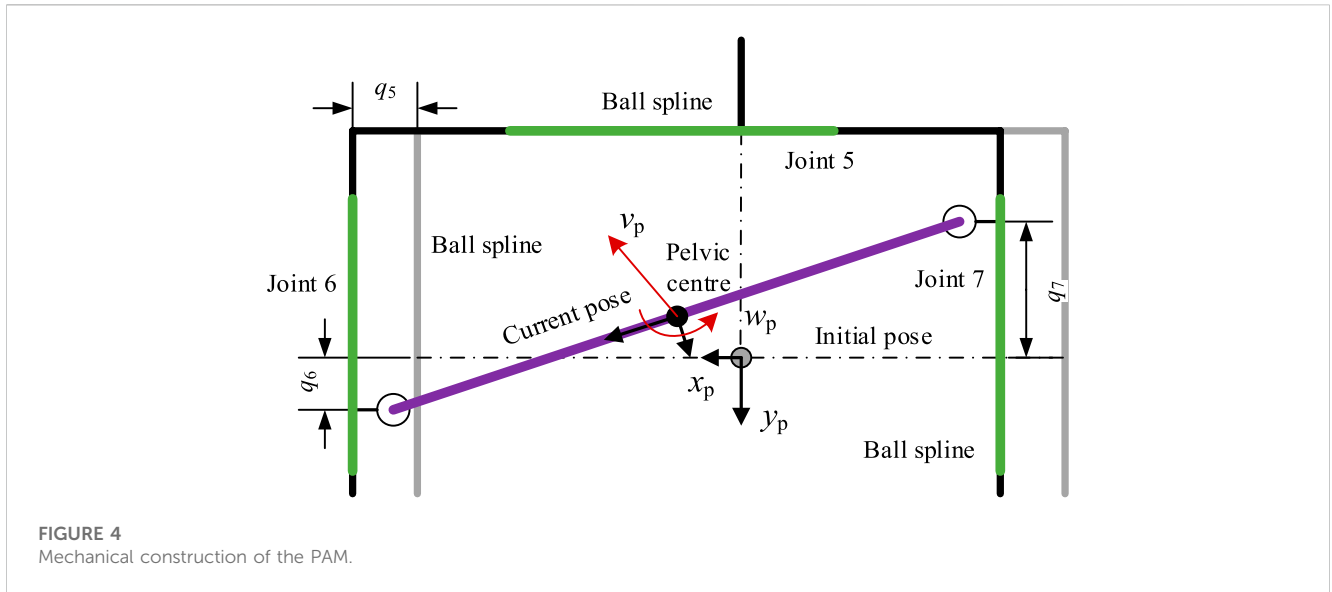 q5
Ball spline
Joint 5
vp
Ball spline
Pelvic
centre
Joint 6
Joint 7
q7
Current pose
wp
Initial pose
q6
xp
yp
Ball spline
FIGURE 4
Mechanical construction of the PAM.